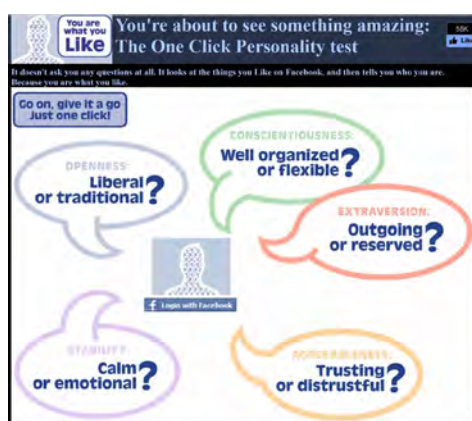 You are
what you
Like
You're about to see something amazing:
The One Click Personality test
55K
Like
It doesn't ask you any questions at all. It looks at the things you Like on Facebook, and then tells you who you are.
Because you are what you like.
Go on, give it a go
Just one click!
CONSCIENTIOUSNESS:
Well organized
or flexible?
OPENNESS:
Liberal
or traditional?
EXTRAVERSION:
Outgoing
or reserved?
Login with Facebook
STABILITY:
Calm
or emotional?
AGREEABLENESS:
Trusting
or distrustful?